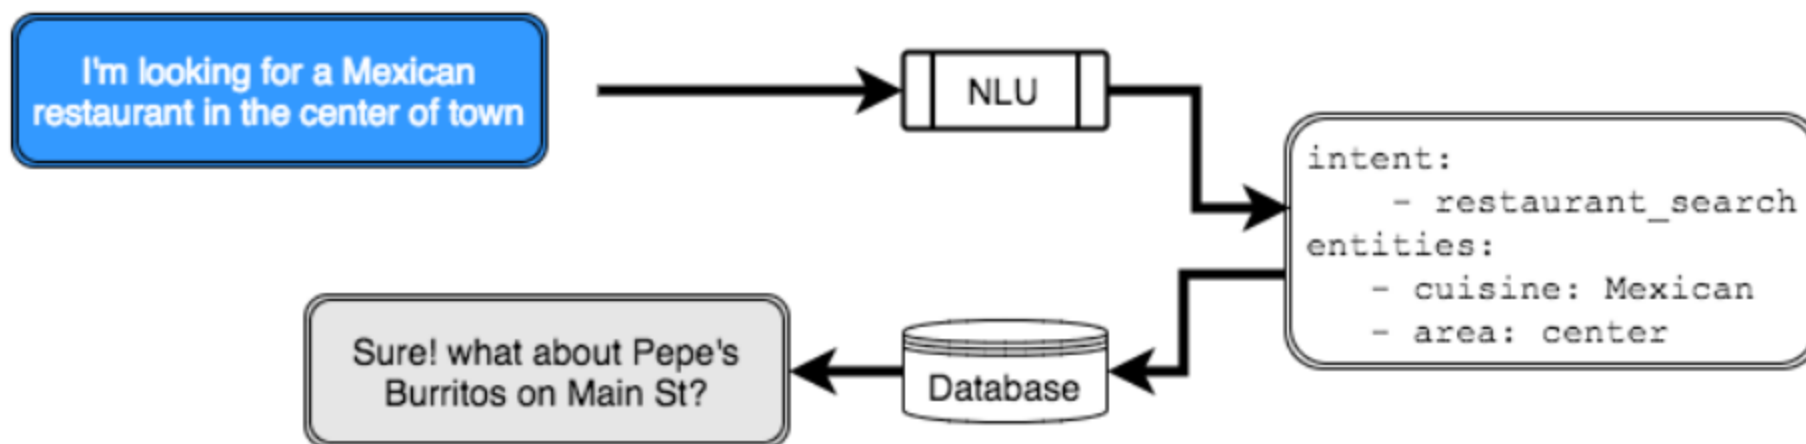 I'm looking for a Mexican
restaurant in the center of town
NLU
intent:
- restaurant_search
entities:
- cuisine: Mexican
- area: center
Database
Sure! what about Pepe's
Burritos on Main St?